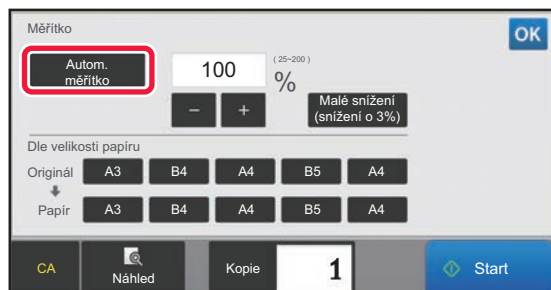 Měřítko
OK
Autom.
měřítko
100
(25~200)
%
–
+
Malé snížení
(snížení o 3%)
Dle velikosti papíru
Originál A3 B4 A4 B5 A4
Papír A3 B4 A4 B5 A4
CA
Náhled
Kopie
1
Start